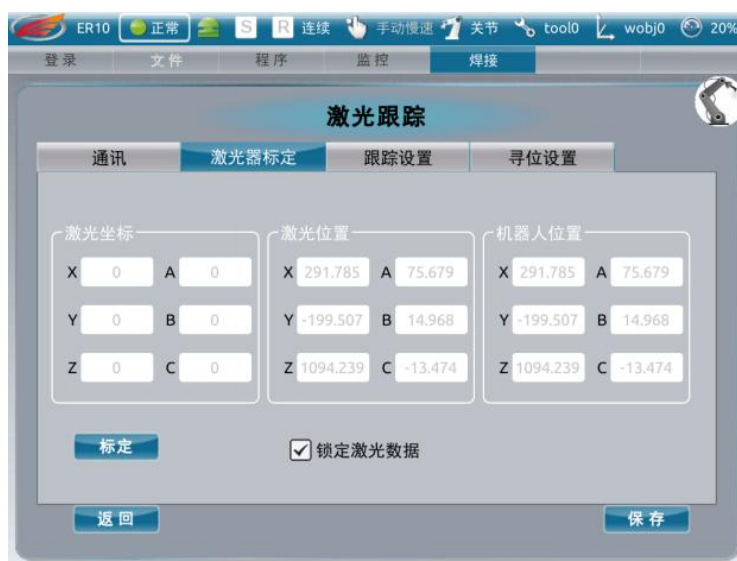 ER10 正常 S R 连续 手动慢速 关节 tool0 wobj0 20%
登录 文件 程序 监控 焊接
激光跟踪
通讯 激光器标定 跟踪设置 寻位设置
激光坐标 激光位置 机器人位置
X 0 A 0 X 291.785 A 75.679 X 291.785 A 75.679
Y 0 B 0 Y -199.507 B 14.968 Y -199.507 B 14.968
Z 0 C 0 Z 1094.239 C -13.474 Z 1094.239 C -13.474
标定 锁定激光数据
返回 保存